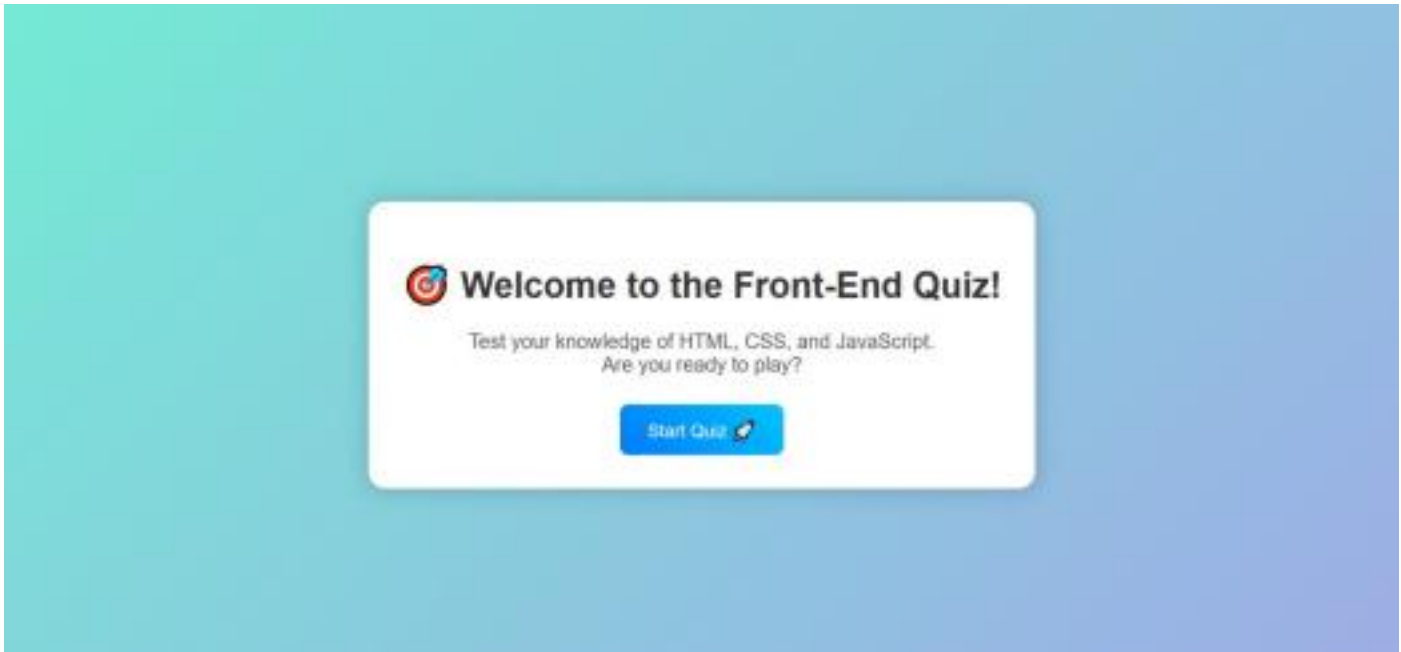 🎯 Welcome to the Front-End Quiz!
Test your knowledge of HTML, CSS, and JavaScript.
Are you ready to play?
Start Quiz 🚀